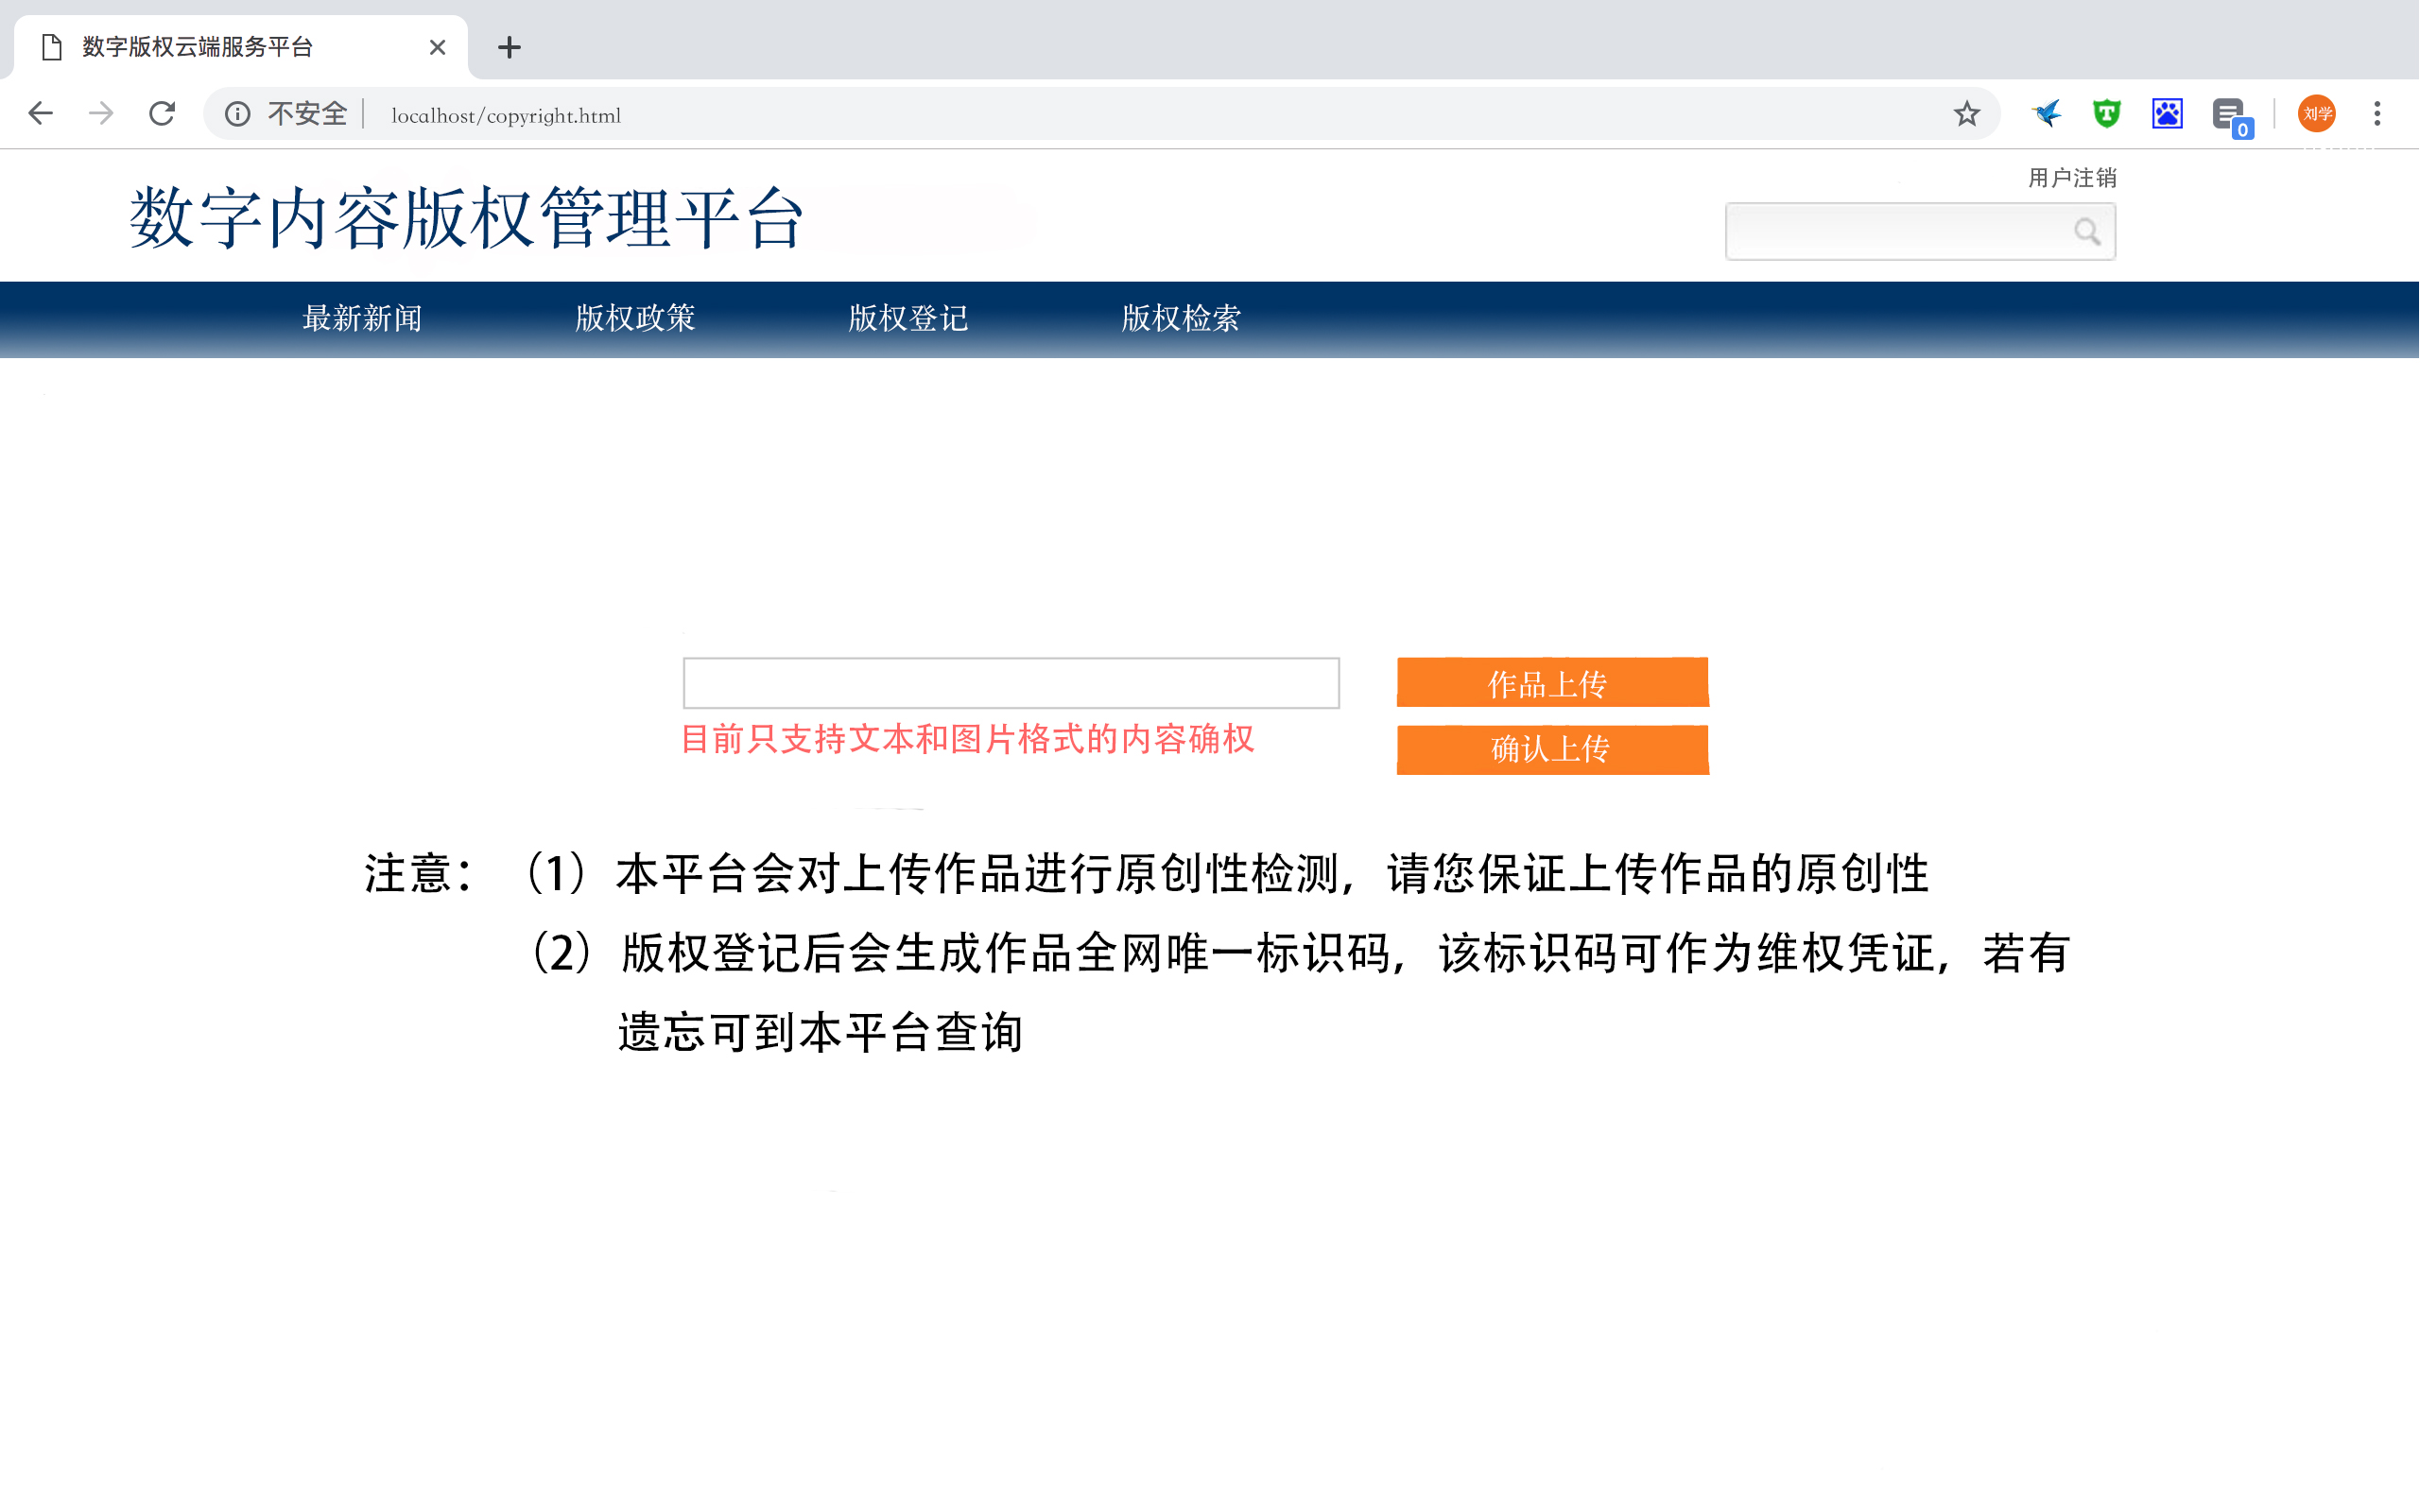 数字版权云端服务平台
不安全 localhost/copyright.html
0
刘学
用户注销
数字内容版权管理平台
最新新闻 版权政策 版权登记 版权检索
作品上传
目前只支持文本和图片格式的内容确权
确认上传
注意：（1）本平台会对上传作品进行原创性检测，请您保证上传作品的原创性
（2）版权登记后会生成作品全网唯一标识码，该标识码可作为维权凭证，若有
遗忘可到本平台查询